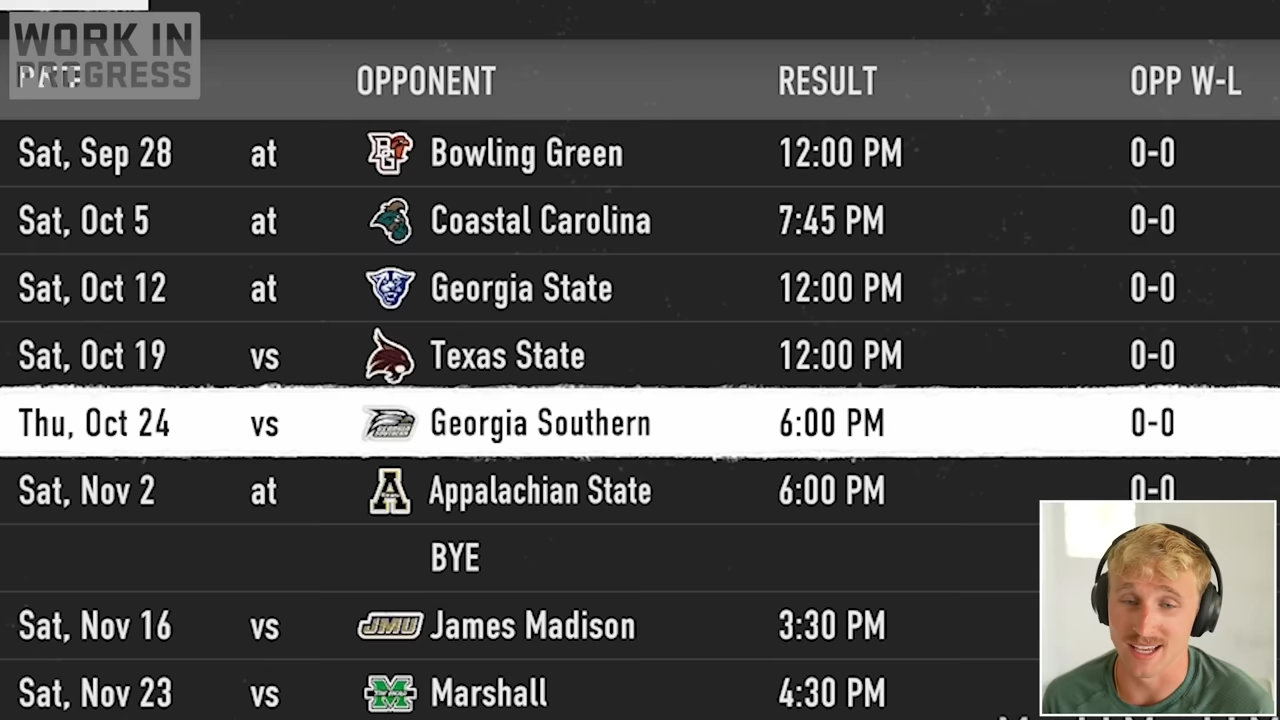 WORK IN
PROGRESS
OPPONENT RESULT OPP W-L
Sat, Sep 28 at Bowling Green 12:00 PM 0-0
Sat, Oct 5 at Coastal Carolina 7:45 PM 0-0
Sat, Oct 12 at Georgia State 12:00 PM 0-0
Sat, Oct 19 vs Texas State 12:00 PM 0-0
Thu, Oct 24 vs Georgia Southern 6:00 PM 0-0
Sat, Nov 2 at A Appalachian State 6:00 PM 0-0
BYE
Sat, Nov 16 vs JMU James Madison 3:30 PM
Sat, Nov 23 vs M Marshall 4:30 PM